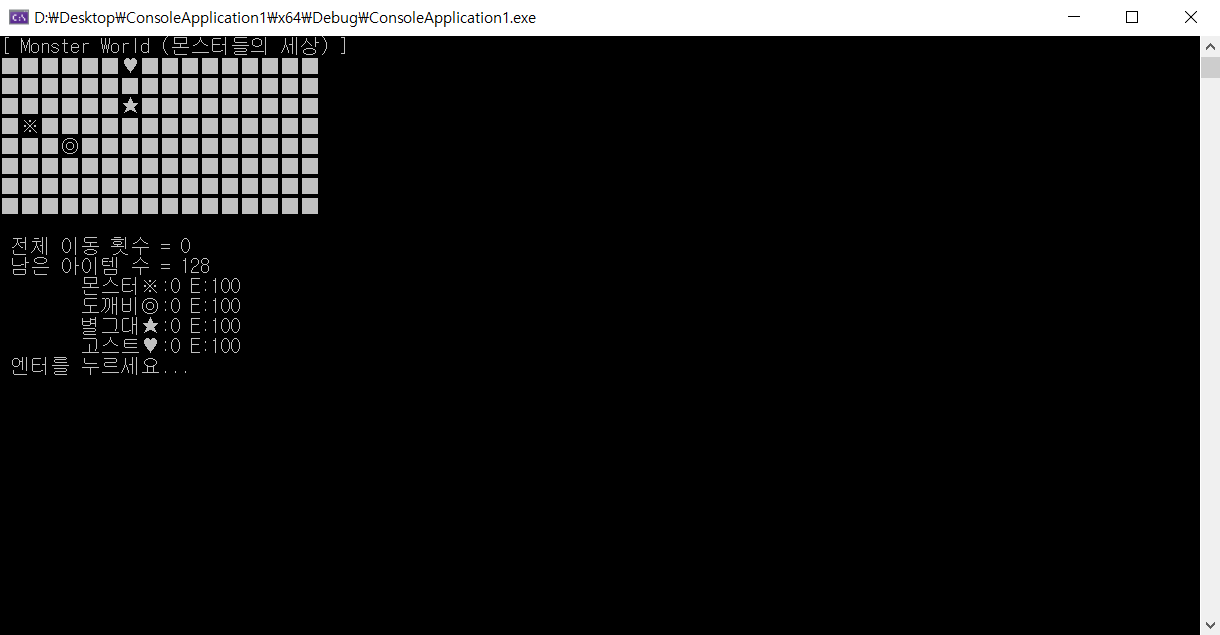 D:₩Desktop₩ConsoleApplication1₩x64₩Debug₩ConsoleApplication1.exe
[ Monster World (몬스터들의 세상) ]
■■■■■■♥■■■■■■■■■
■■■■■■■■■■■■■■■■
■■■■■■★■■■■■■■■■
■※■■■■■■■■■■■■■■
■■■◎■■■■■■■■■■■■
■■■■■■■■■■■■■■■■
■■■■■■■■■■■■■■■■
■■■■■■■■■■■■■■■■
전체 이동 횟수 = 0
남은 아이템 수 = 128
몬스터※:0 E:100
도깨비◎:0 E:100
별그대★:0 E:100
고스트♥:0 E:100
엔터를 누르세요...